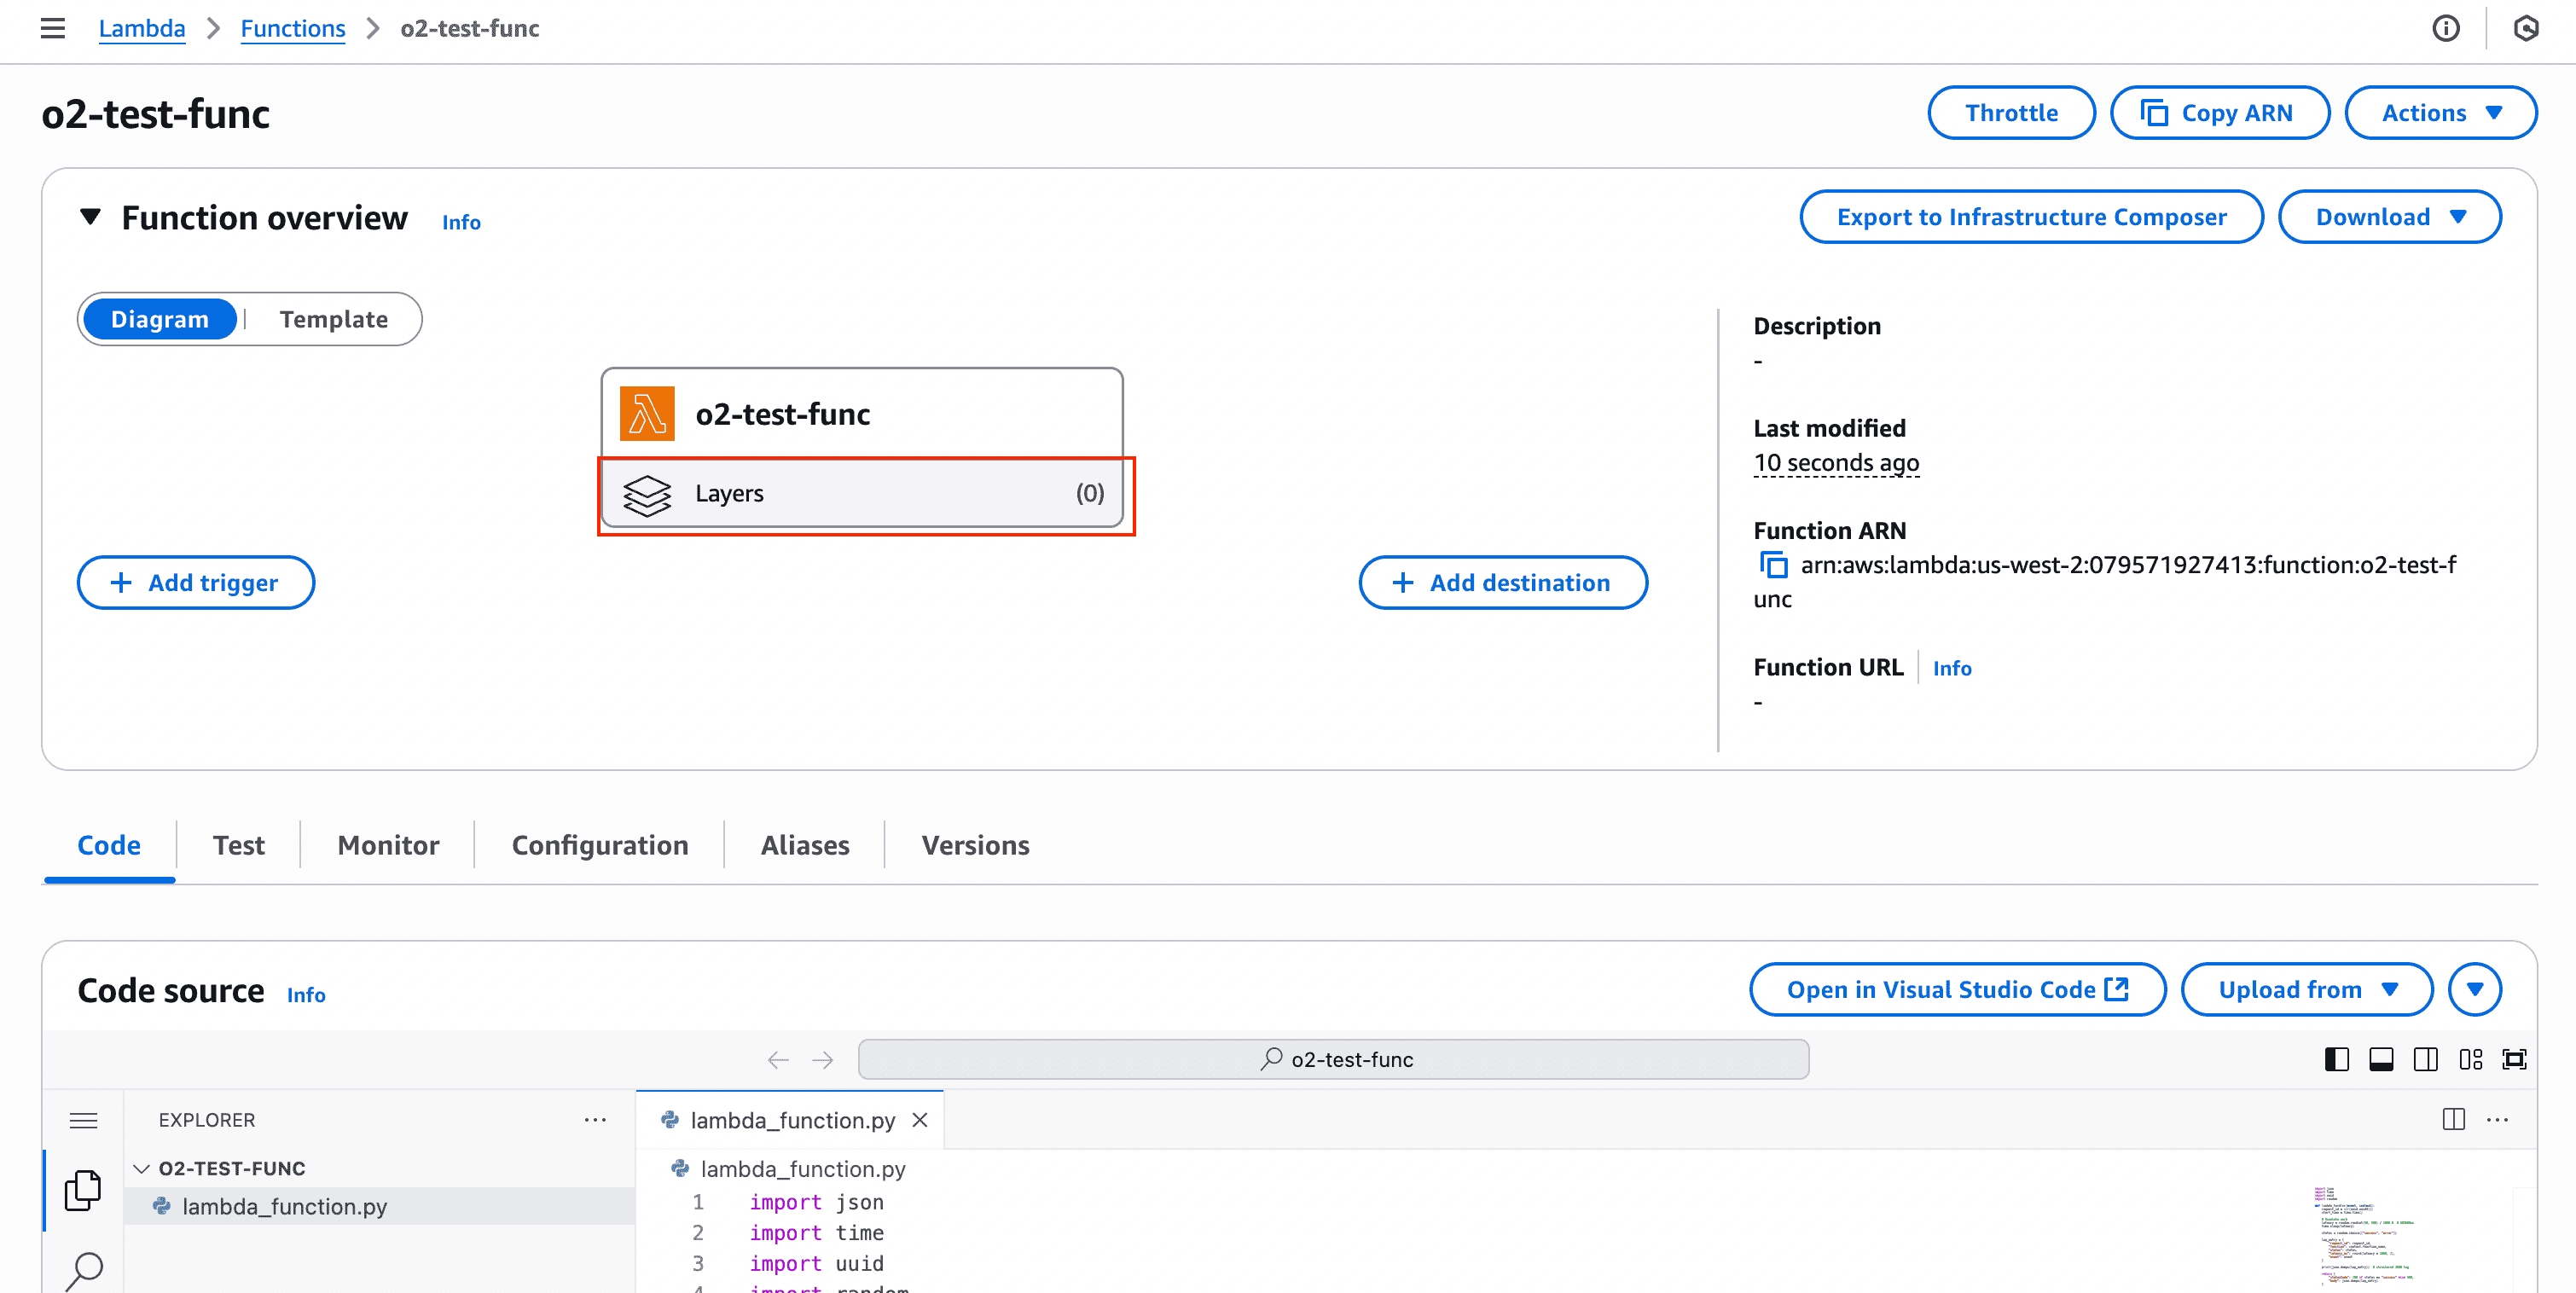 Lambda > Functions > o2-test-func
o2-test-func
Throttle
Copy ARN
Actions
Function overview Info
Export to Infrastructure Composer
Download
Diagram | Template
o2-test-func
Layers (0)
+ Add trigger
+ Add destination
Description
-
Last modified
10 seconds ago
Function ARN
arn:aws:lambda:us-west-2:079571927413:function:o2-test-f
unc
Function URL Info
-
Code
Test
Monitor
Configuration
Aliases
Versions
Code source Info
Open in Visual Studio Code
Upload from
o2-test-func
EXPLORER ...
O2-TEST-FUNC
lambda_function.py
lambda_function.py
...
lambda_function.py
1 import json
2 import time
3 import uuid
4 import random